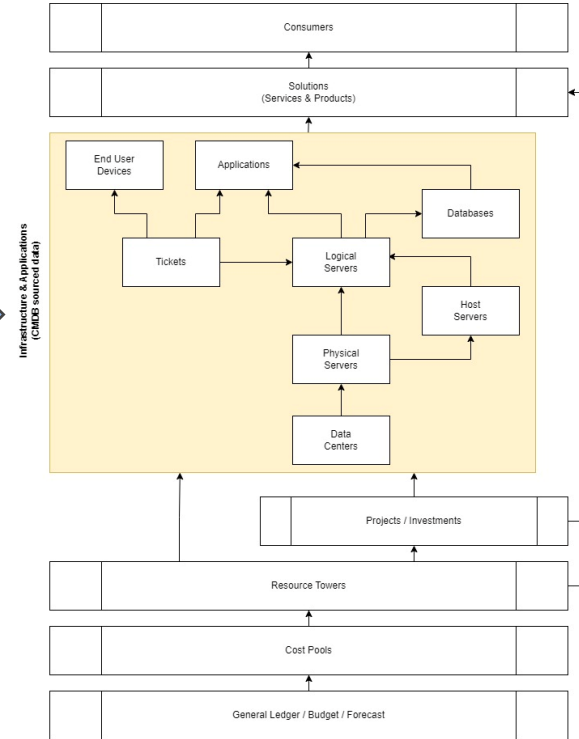 Consumers
Solutions
(Services & Products)
Infrastructure & Applications
(CMDB sourced data)
End User
Devices
Applications
Databases
Tickets
Logical
Servers
Host
Servers
Physical
Servers
Data
Centers
Projects / Investments
Resource Towers
Cost Pools
General Ledger / Budget / Forecast